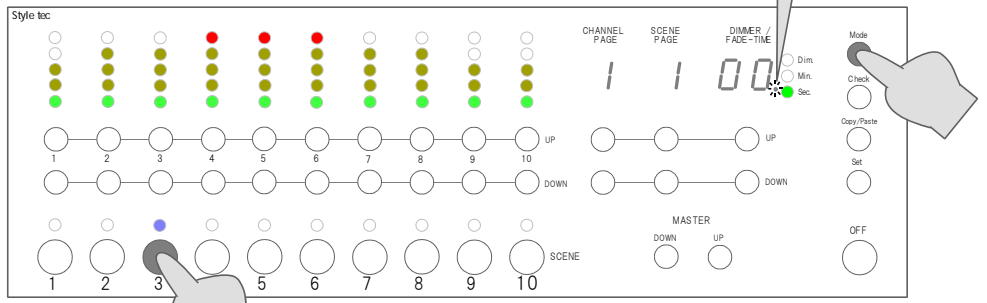 Style tec
CHANNEL PAGE
SCENE PAGE
DIMMER / FADE-TIME
Mode
1 1 00.
Dim.
Min.
Sec.
Check
Copy/Paste
UP
UP
1 2 3 4 5 6 7 8 9 10
Set
DOWN
DOWN
MASTER
DOWN UP
OFF
SCENE
1 2 3 5 6 7 8 9 10